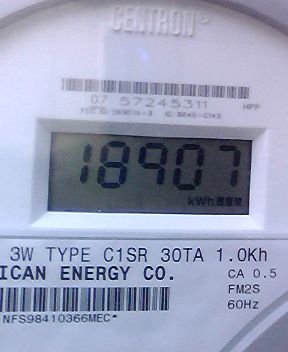 CENTRON®
07 57245311
HPP
18907
kWh
3W TYPE C1SR 30TA 1.0Kh
ICAN ENERGY CO.
CA 0.5
FM2S
60Hz
NFS98410366MEC*